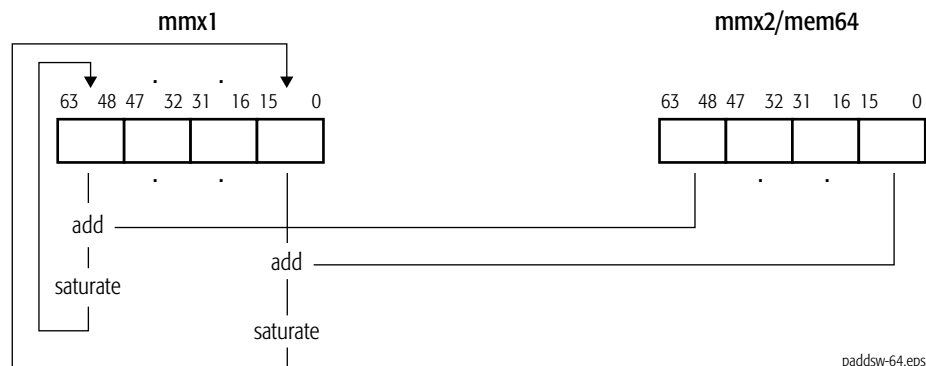 mmx1 mmx2/mem64
. .
63 48 47 32 31 16 15 0 63 48 47 32 31 16 15 0
. . . .
add
add
saturate
saturate
paddsw-64.eps